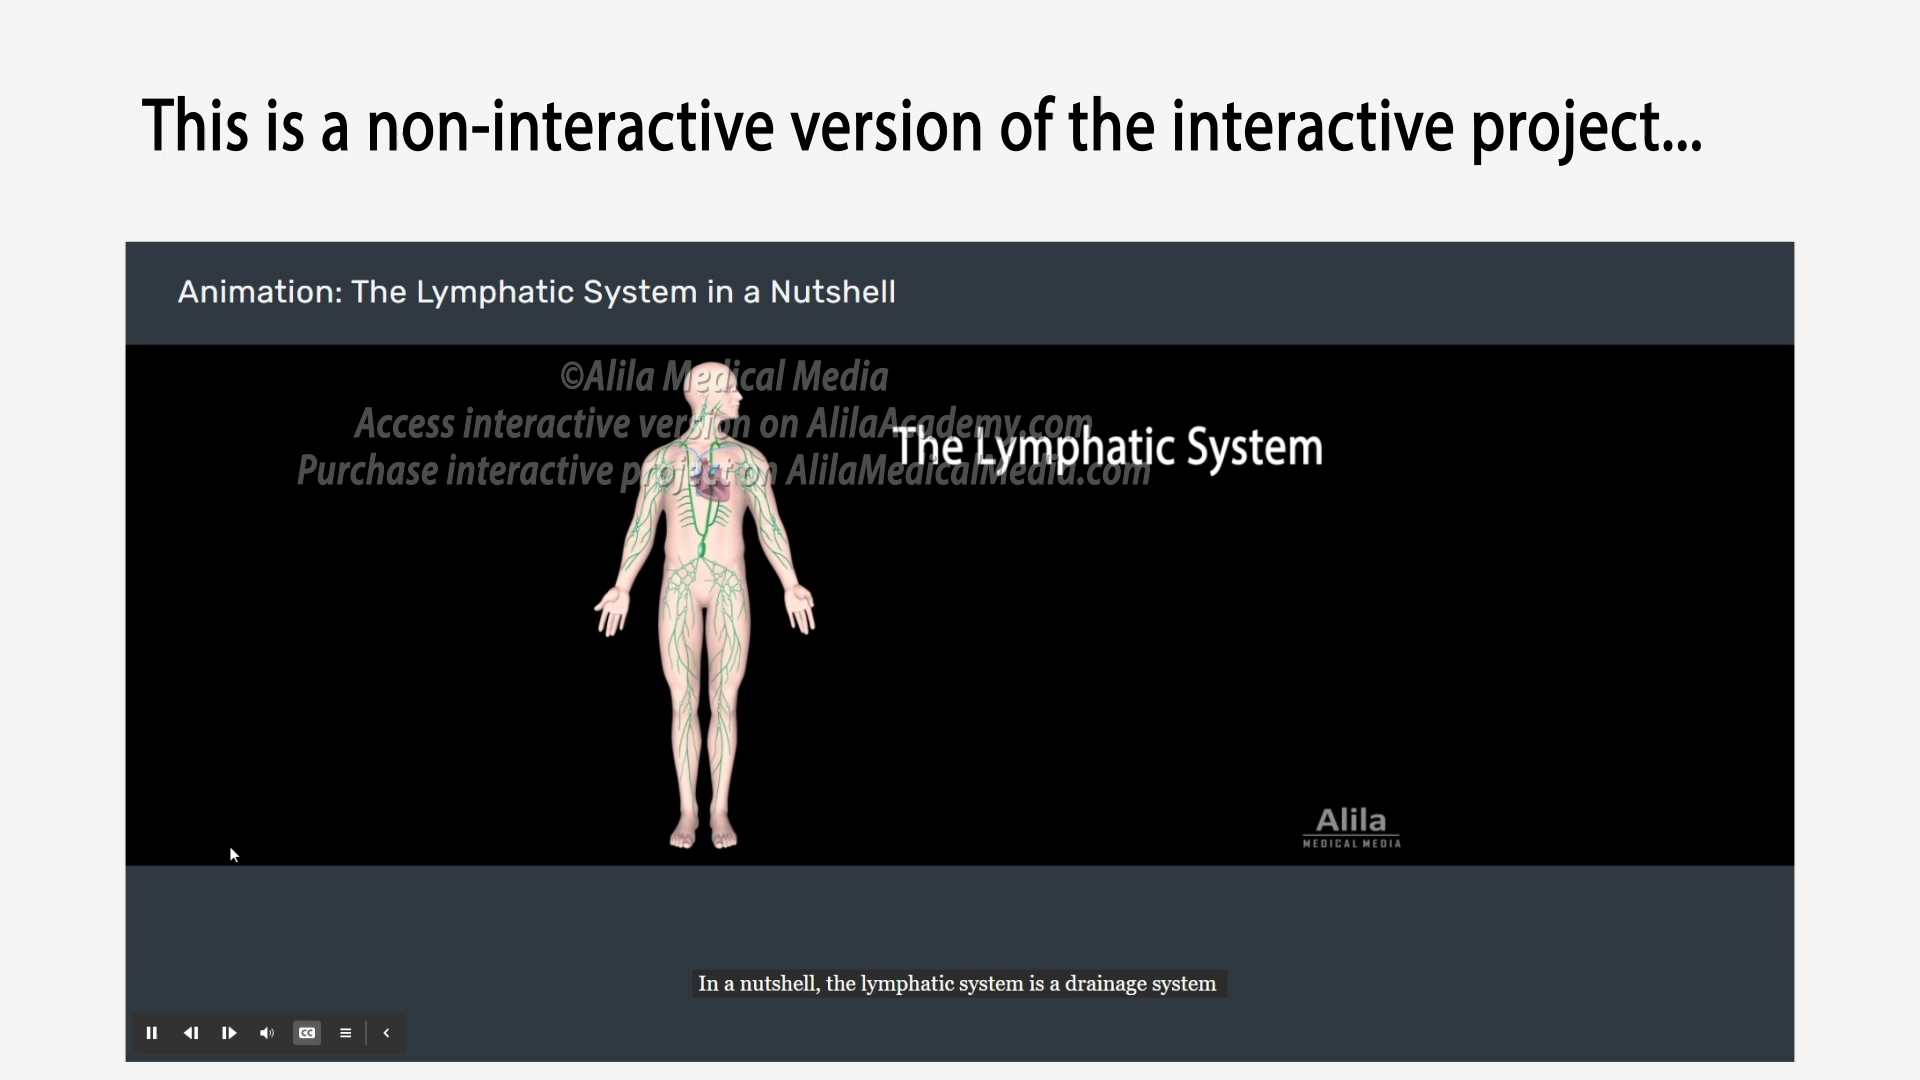 This is a non-interactive version of the interactive project...
Animation: The Lymphatic System in a Nutshell
©Alila Medical Media
Access interactive version on AlilaAcademy.com
The Lymphatic System
Purchase interactive project on AlilaMedicalMedia.com
Alila
MEDICAL MEDIA
In a nutshell, the lymphatic system is a drainage system
CC